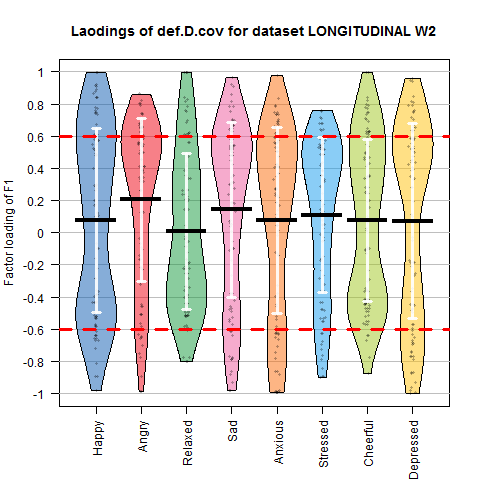 Laodings of def.D.cov for dataset LONGITUDINAL W2
Factor loading of F1
1
0.8
0.6
0.4
0.2
0
-0.2
-0.4
-0.6
-0.8
-1
Happy
Angry
Relaxed
Sad
Anxious
Stressed
Cheerful
Depressed